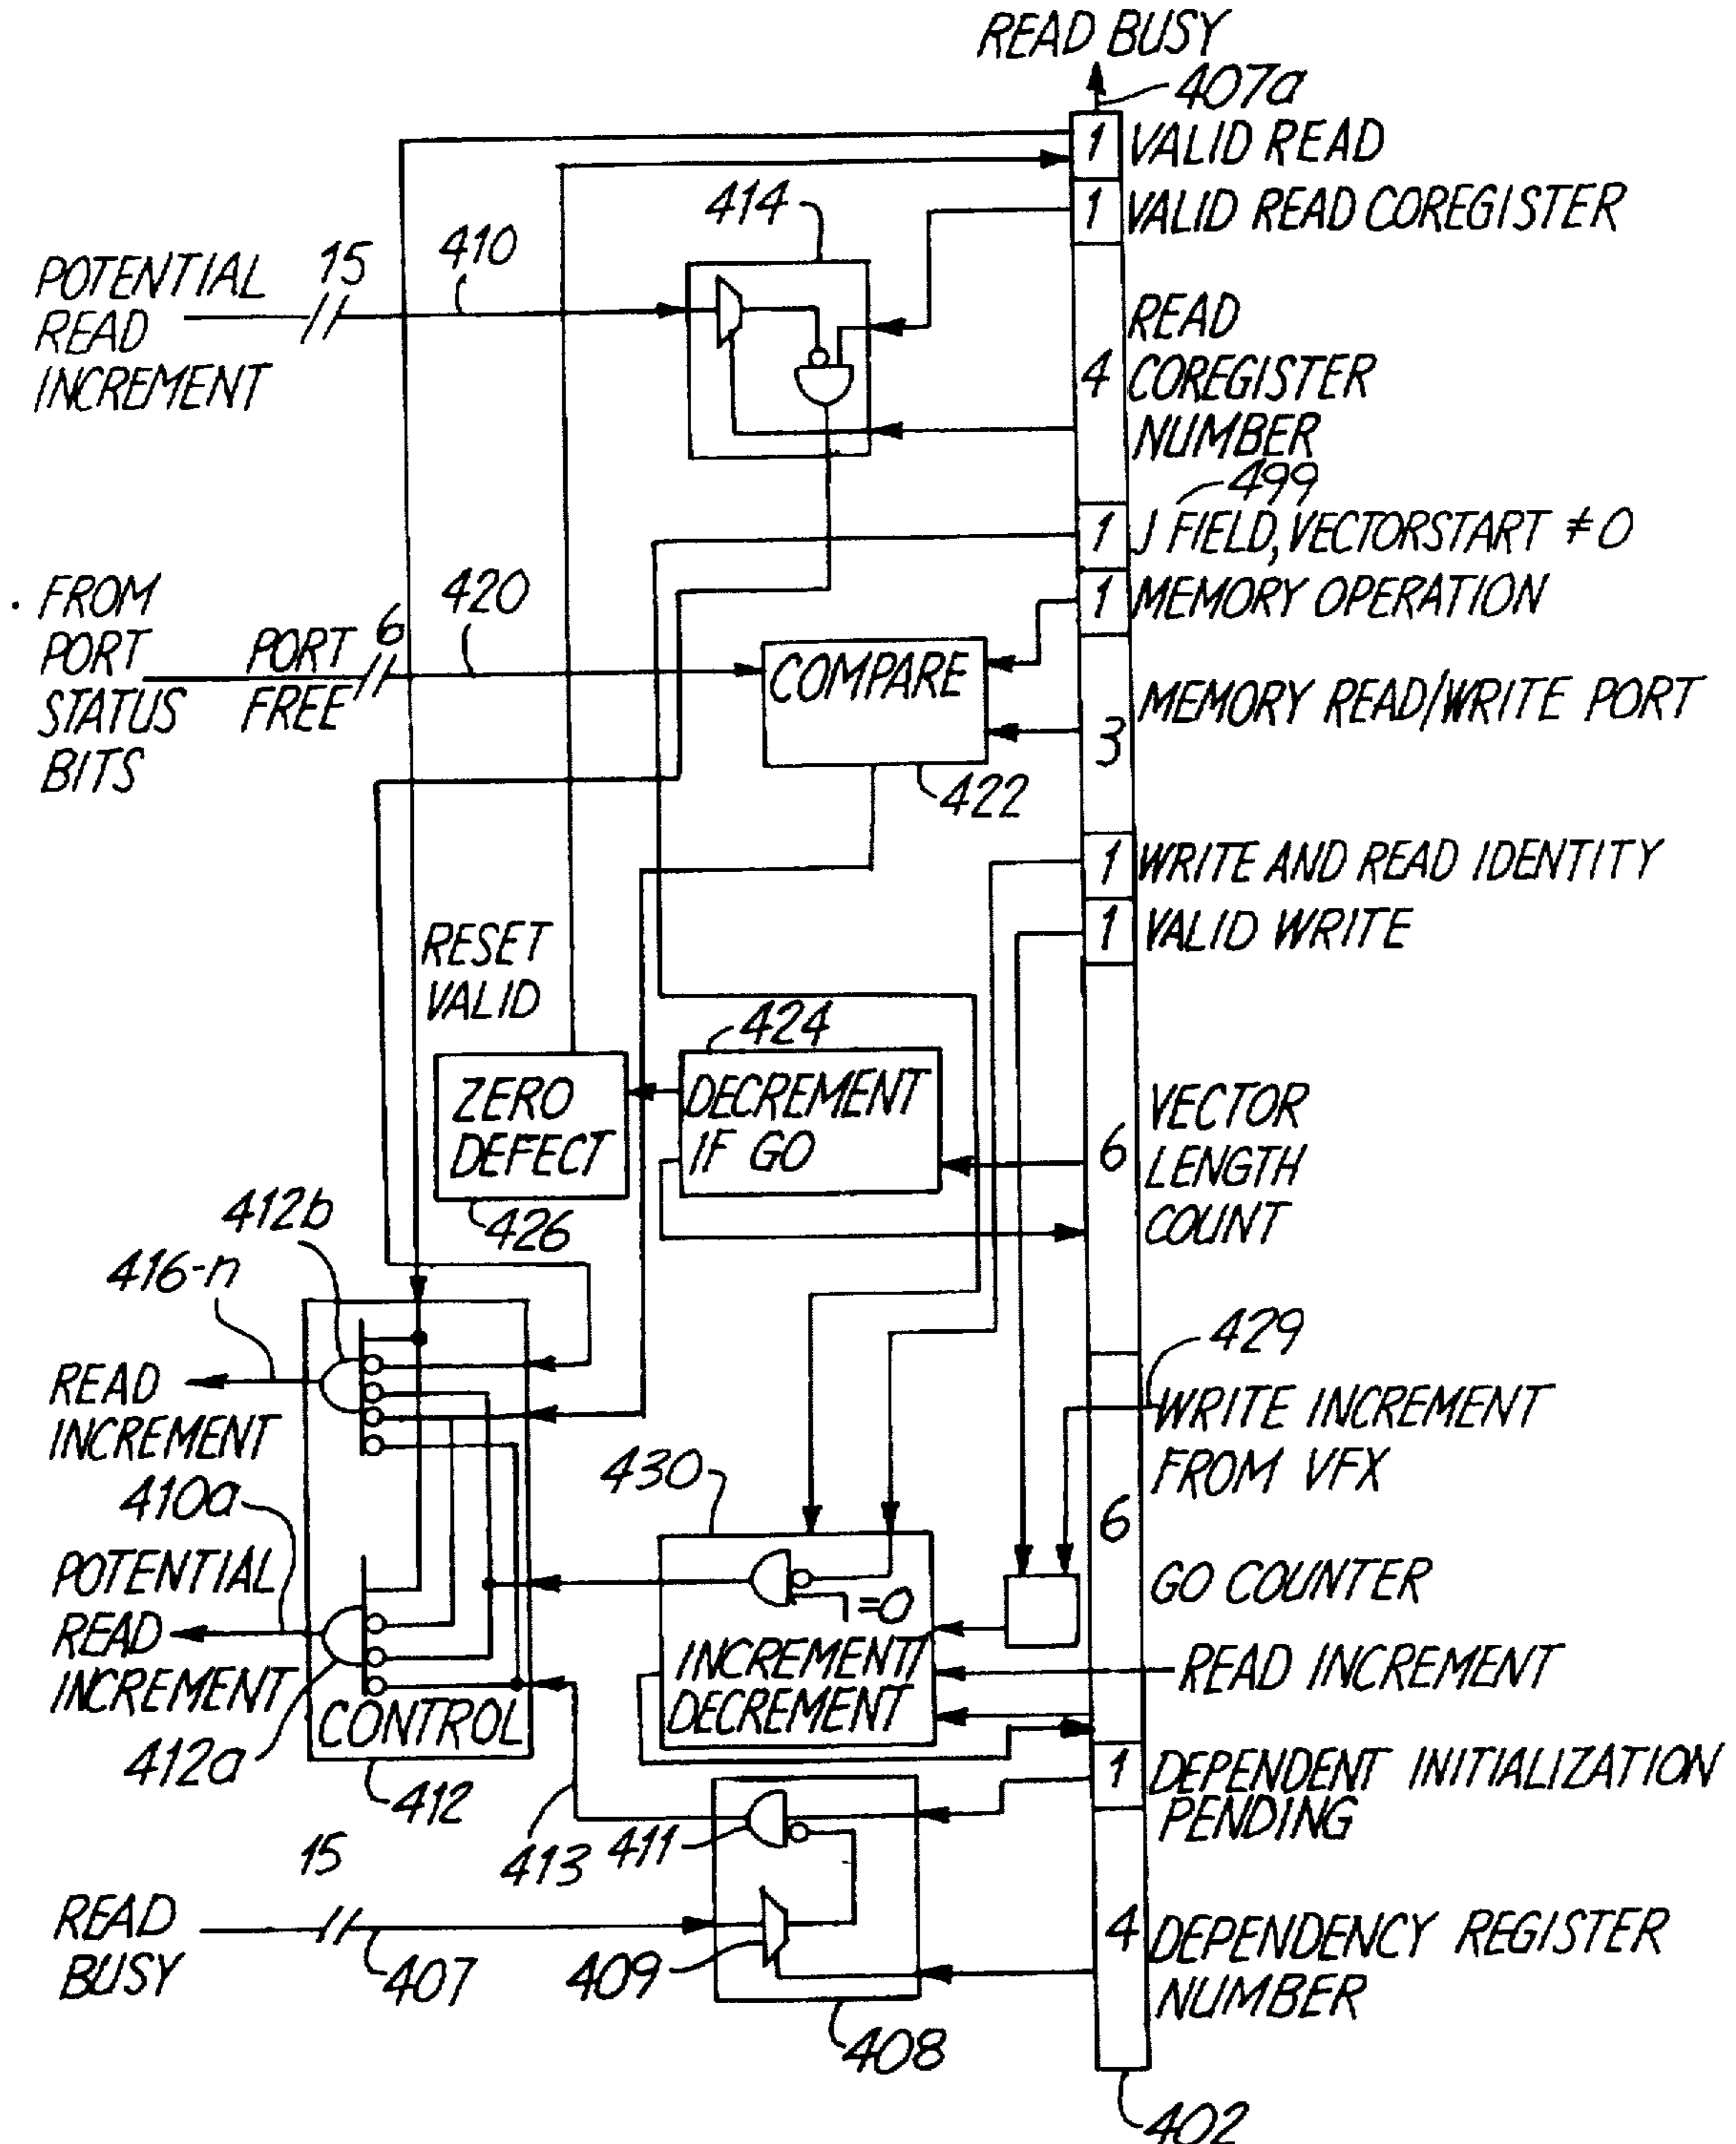 READ BUSY
407a
1 VALID READ
414
1 VALID READ COREGISTER
POTENTIAL
READ
INCREMENT
15
410
READ
4 COREGISTER
NUMBER
499
1 J FIELD, VECTORSTART ≠ 0
FROM
PORT
STATUS
BITS
PORT
FREE
6
420
1 MEMORY OPERATION
COMPARE
MEMORY READ/WRITE PORT
3
422
1 WRITE AND READ IDENTITY
1 VALID WRITE
RESET
VALID
424
ZERO
DEFECT
DECREMENT
IF GO
426
6
VECTOR
LENGTH
COUNT
412b
416-n
429
READ
INCREMENT
WRITE INCREMENT
FROM VFX
430
410a
6
POTENTIAL
READ
INCREMENT
GO COUNTER
=0
INCREMENT/
DECREMENT
READ INCREMENT
CONTROL
412a
412
1 DEPENDENT INITIALIZATION
PENDING
413
411
15
READ
BUSY
407
409
4 DEPENDENCY REGISTER
NUMBER
408
402